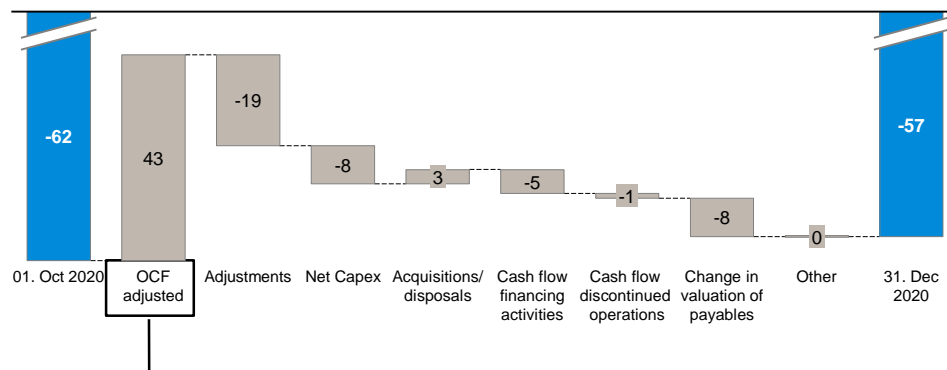 -62
43
-19
-8
3
-5
-1
-8
0
-57
01. Oct 2020
OCF
adjusted
Adjustments
Net Capex
Acquisitions/
disposals
Cash flow
financing
activities
Cash flow
discontinued
operations
Change in
valuation of
payables
Other
31. Dec
2020